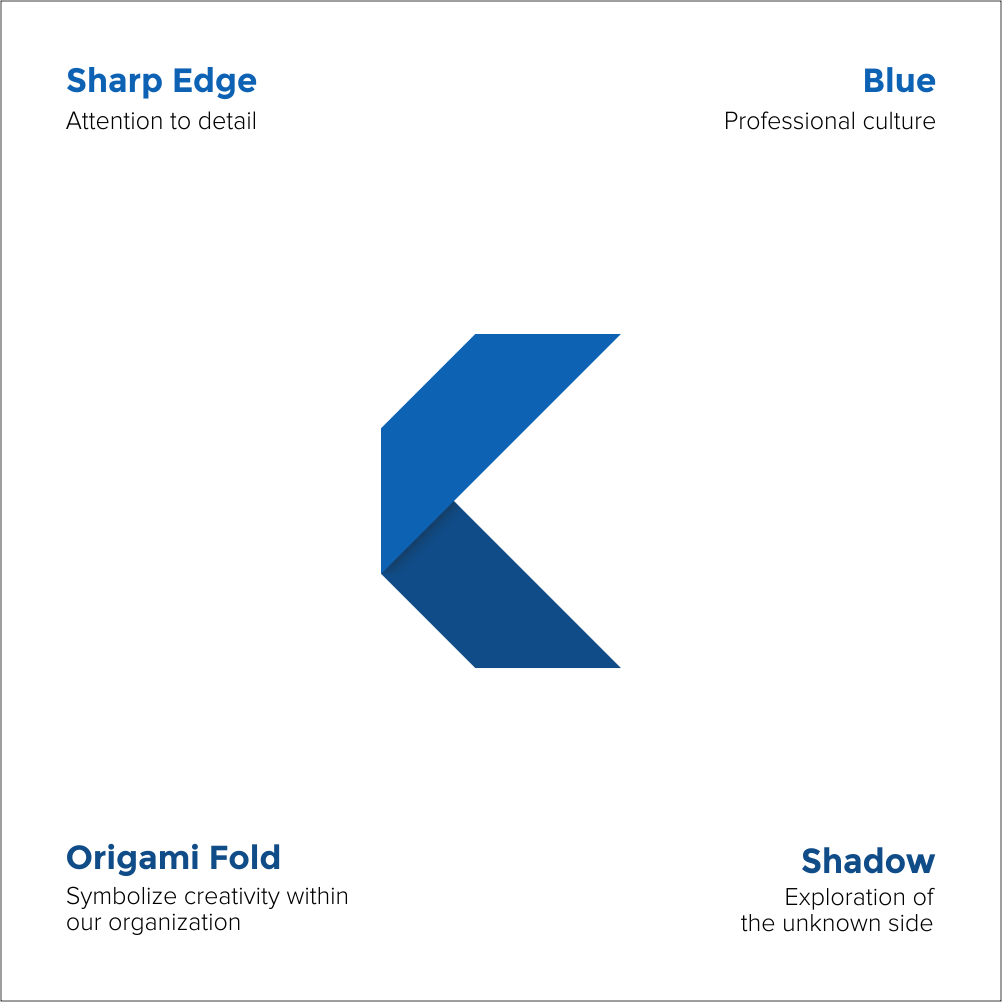 Sharp Edge
Attention to detail
Blue
Professional culture
Origami Fold
Symbolize creativity within
our organization
Shadow
Exploration of
the unknown side